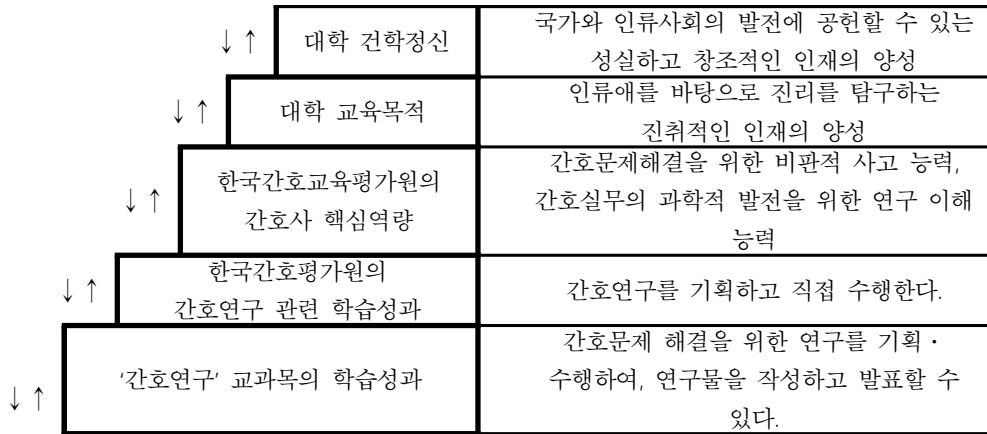 ↓ ↑
대학 건학정신
국가와 인류사회의 발전에 공헌할 수 있는
성실하고 창조적인 인재의 양성
↓ ↑
대학 교육목적
인류애를 바탕으로 진리를 탐구하는
진취적인 인재의 양성
↓ ↑
한국간호교육평가원의
간호사 핵심역량
간호문제해결을 위한 비판적 사고 능력,
간호실무의 과학적 발전을 위한 연구 이해
능력
↓ ↑
한국간호평가원의
간호연구 관련 학습성과
간호연구를 기획하고 직접 수행한다.
↓ ↑
'간호연구' 교과목의 학습성과
간호문제 해결을 위한 연구를 기획·
수행하여, 연구물을 작성하고 발표할 수
있다.